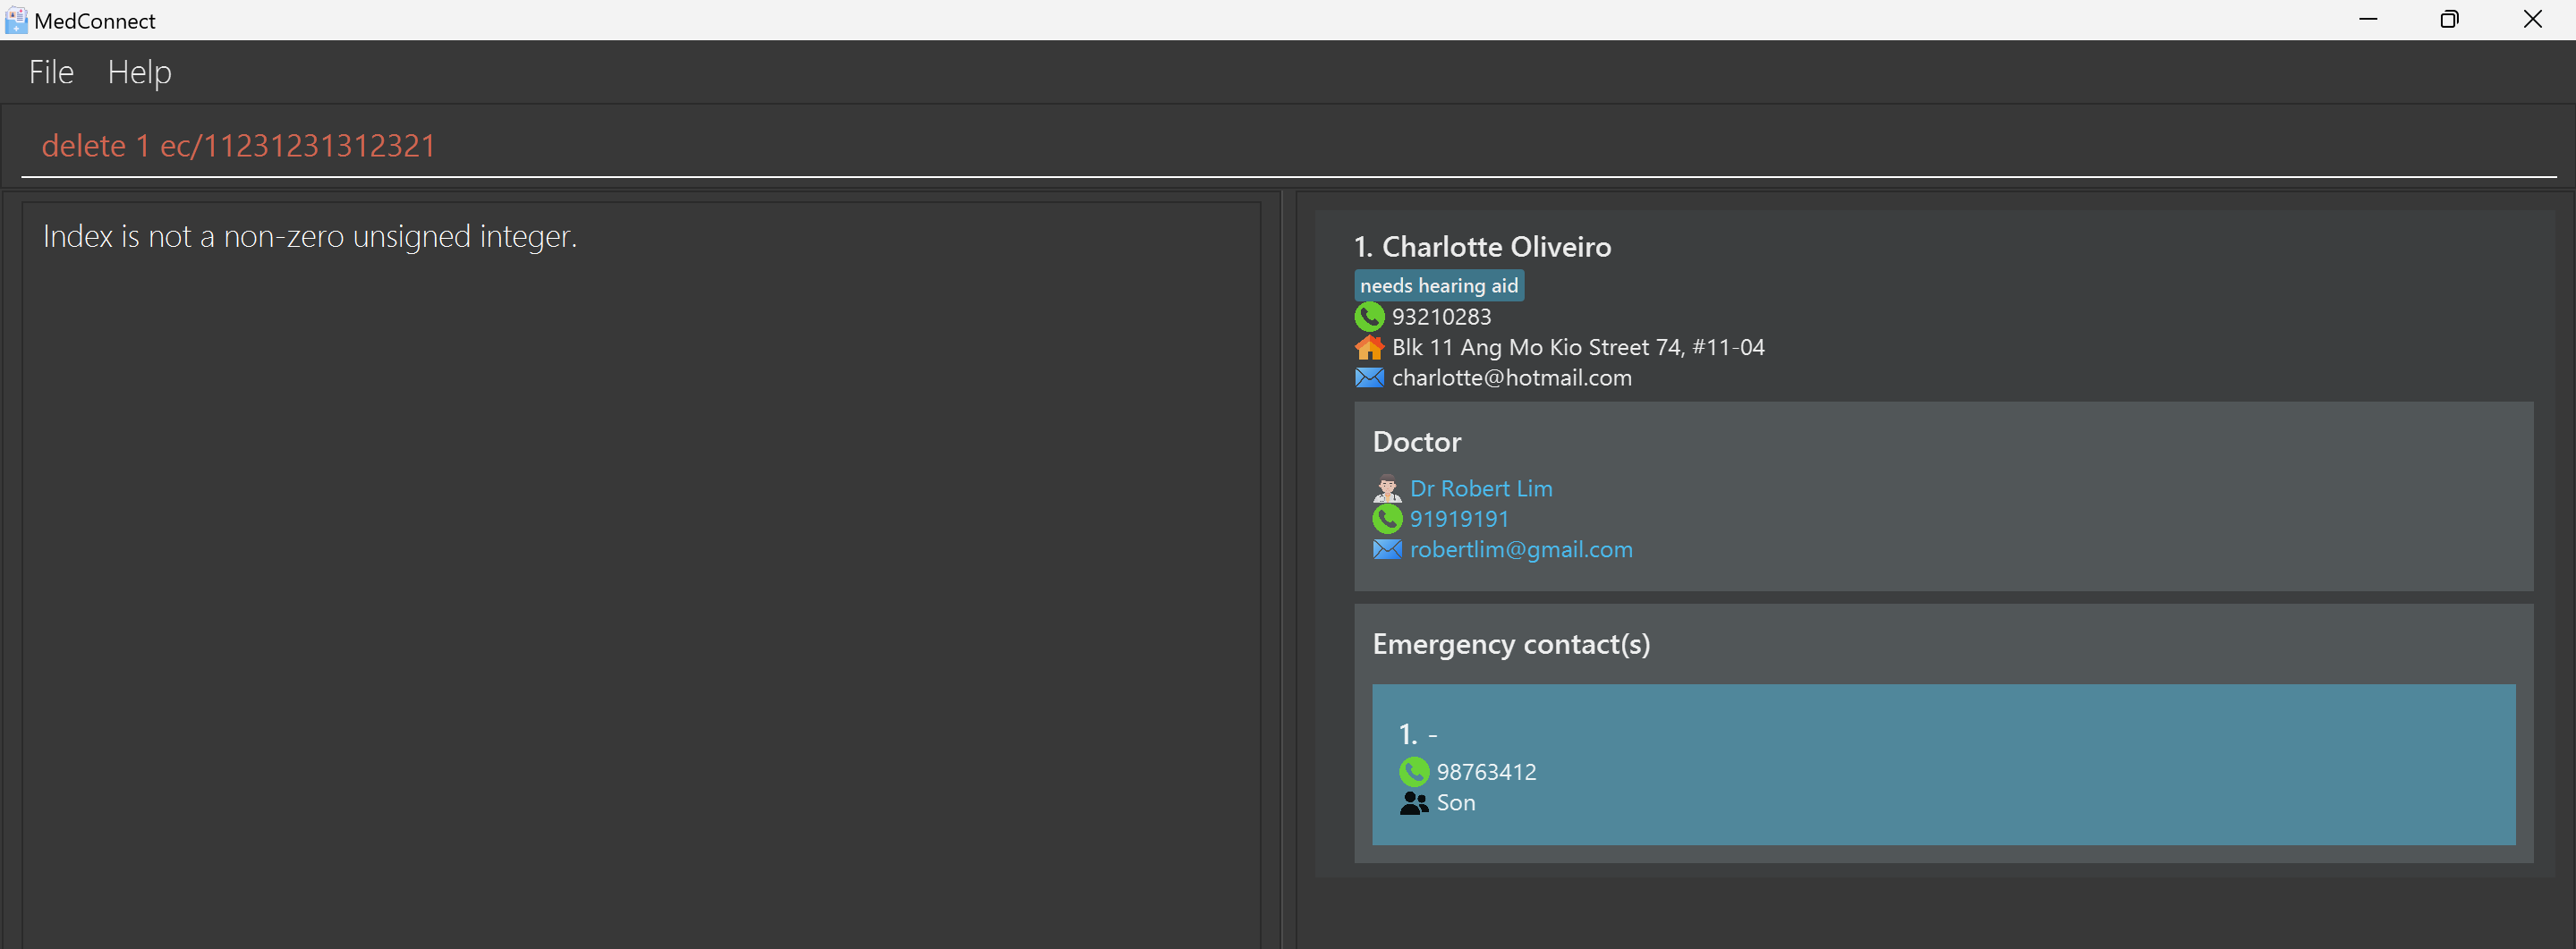 MedConnect
File Help
delete 1 ec/11231231312321
Index is not a non-zero unsigned integer.
1. Charlotte Oliveiro
needs hearing aid
93210283
Blk 11 Ang Mo Kio Street 74, #11-04
charlotte@hotmail.com
Doctor
Dr Robert Lim
91919191
robertlim@gmail.com
Emergency contact(s)
1. -
98763412
Son